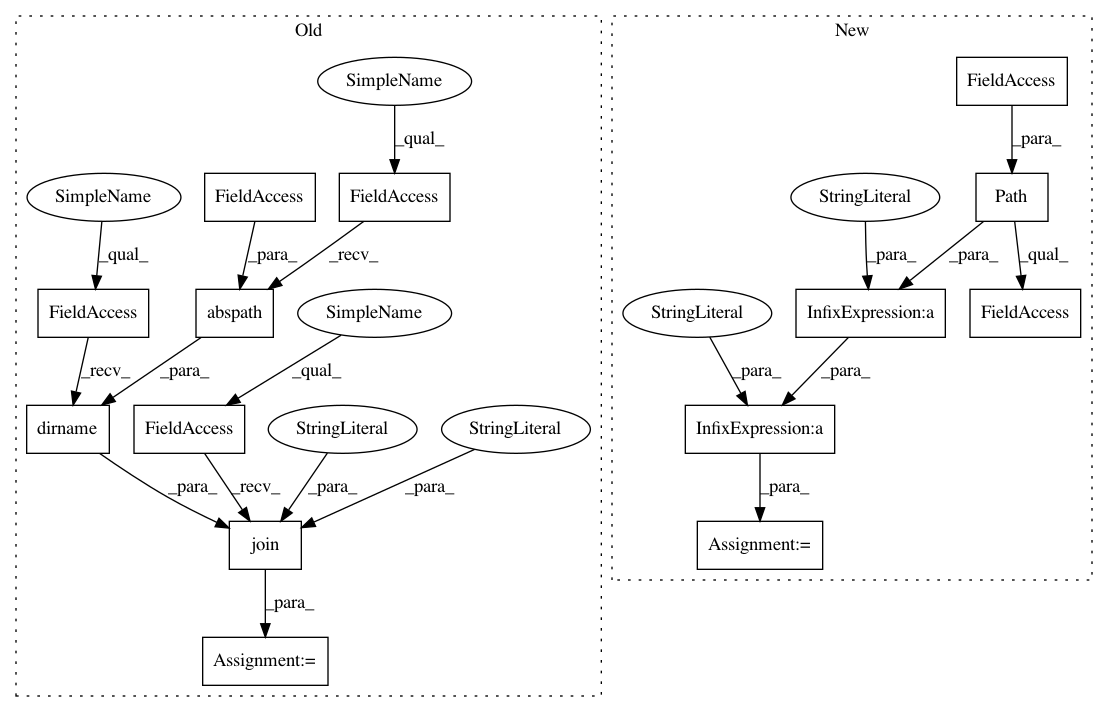 Old
New
SimpleName
FieldAccess
_qual_
_para_
SimpleName
FieldAccess
FieldAccess
StringLiteral
Path
_qual_
_para_
_recv_
_para_
_para_
_qual_
FieldAccess
abspath
SimpleName
StringLiteral
InfixExpression:a
FieldAccess
_recv_
_para_
_qual_
_para_
_para_
dirname
FieldAccess
StringLiteral
StringLiteral
InfixExpression:a
_para_
_recv_
_para_
_para_
_para_
join
Assignment:=
_para_
Assignment:=